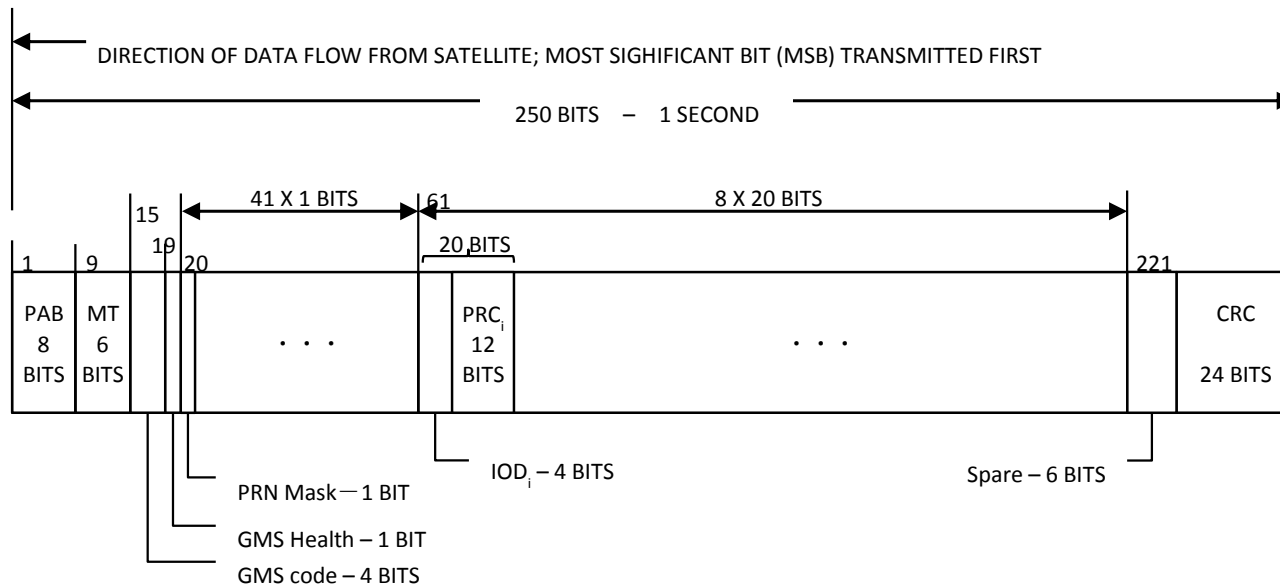 DIRECTION OF DATA FLOW FROM SATELLITE; MOST SIGHIFICANT BIT (MSB) TRANSMITTED FIRST
250 BITS – 1 SECOND
41 X 1 BITS
8 X 20 BITS
15
61
19
20 BITS
1
9
20
221
PAB
8
BITS
MT
6
BITS
. . .
PRCi
12
BITS
. . .
CRC
24 BITS
IODi – 4 BITS
Spare – 6 BITS
PRN Mask—1 BIT
GMS Health – 1 BIT
GMS code – 4 BITS